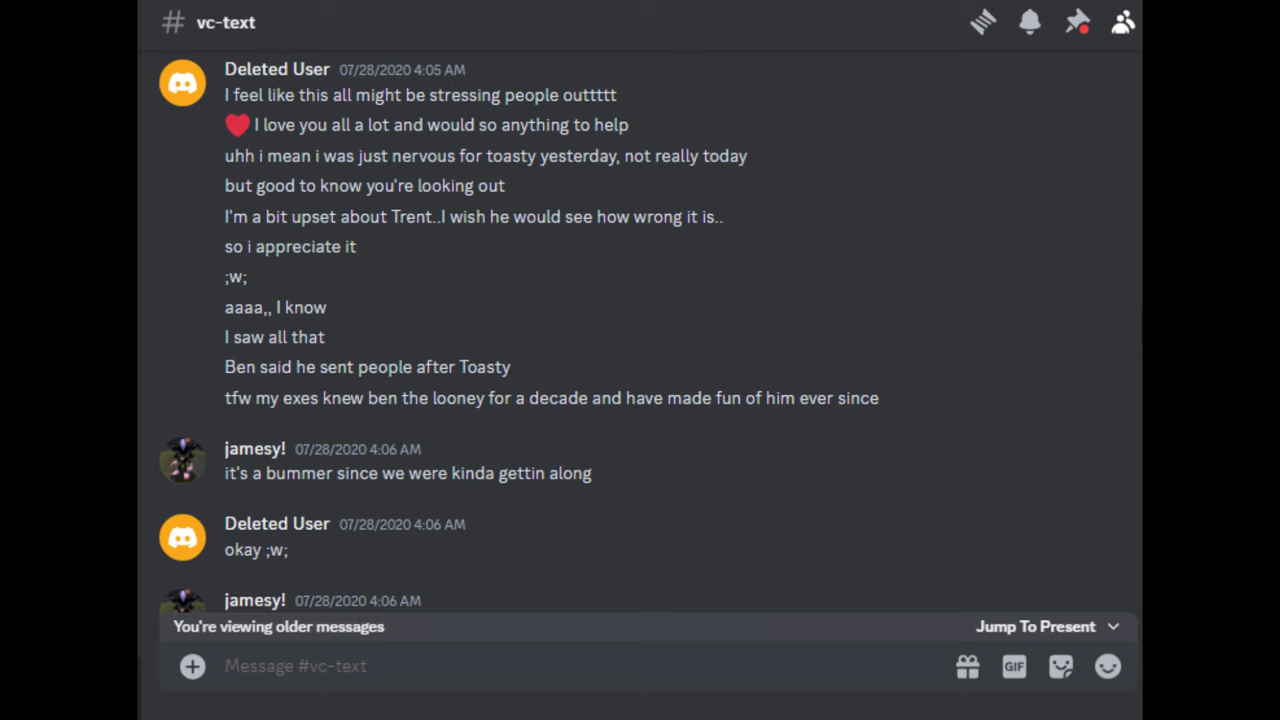 # vc-text
Deleted User 07/28/2020 4:05 AM
I feel like this all might be stressing people outtttt
❤️ I love you all a lot and would so anything to help
uhh i mean i was just nervous for toasty yesterday, not really today
but good to know you're looking out
I'm a bit upset about Trent..I wish he would see how wrong it is..
so i appreciate it
;w;
aaaa,, I know
I saw all that
Ben said he sent people after Toasty
tfw my exes knew ben the looney for a decade and have made fun of him ever since
jamesy! 07/28/2020 4:06 AM
it's a bummer since we were kinda gettin along
Deleted User 07/28/2020 4:06 AM
okay ;w;
jamesy! 07/28/2020 4:06 AM
You're viewing older messages Jump To Present
Message #vc-text GIF